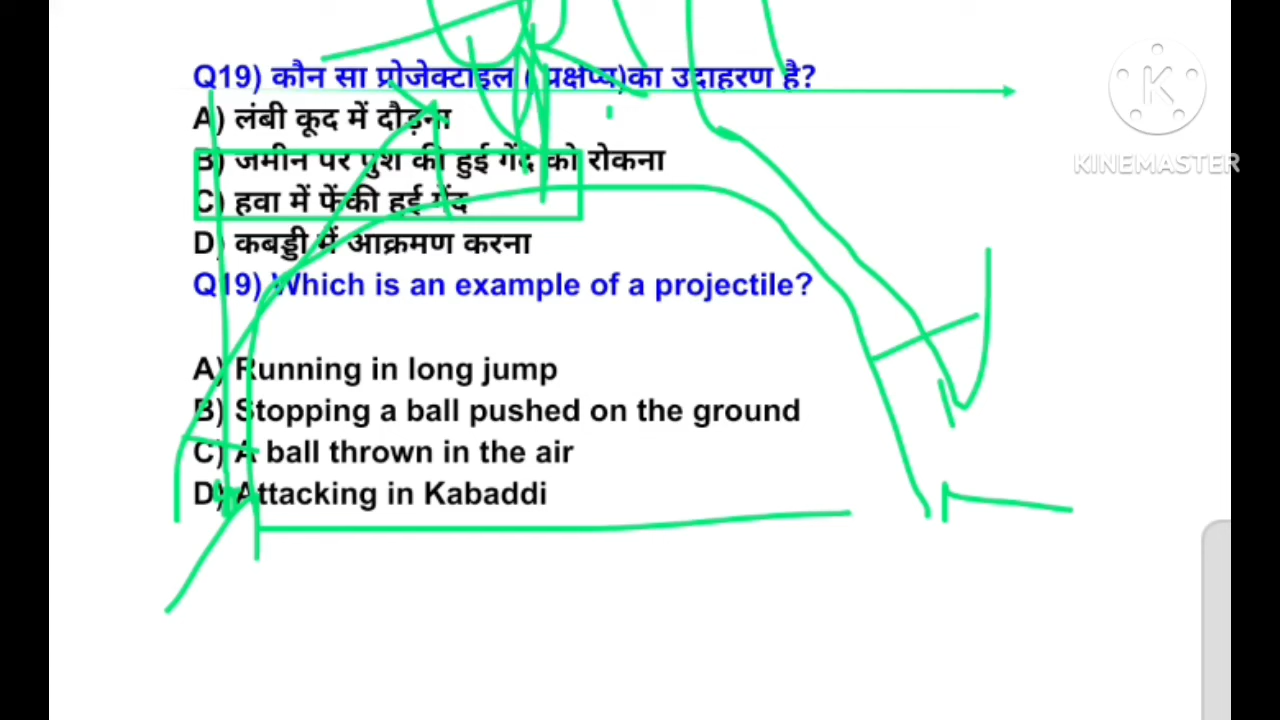 Q19) कौन सा प्रोजेक्टाइल (प्रक्षेप्य)का उदाहरण है?
A) लंबी कूद में दौड़ना
B) जमीन पर पुश की हुई गेंद को रोकना
C) हवा में फेंकी हुई गेंद
D) कबड्डी में आक्रमण करना
Q19) Which is an example of a projectile?
A) Running in long jump
B) Stopping a ball pushed on the ground
C) A ball thrown in the air
D) Attacking in Kabaddi
K
KINEMASTER